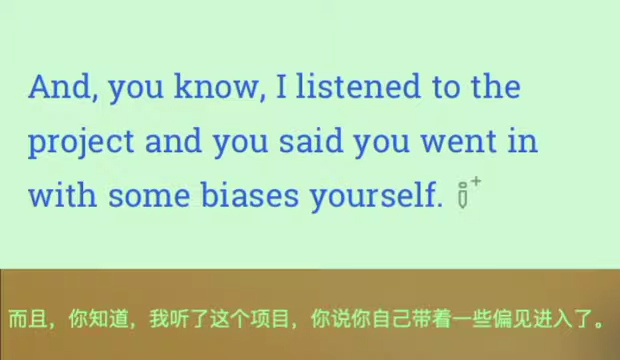 And, you know, I listened to the
project and you said you went in
with some biases yourself.
而且，你知道，我听了这个项目，你说你自己带着一些偏见进入了。